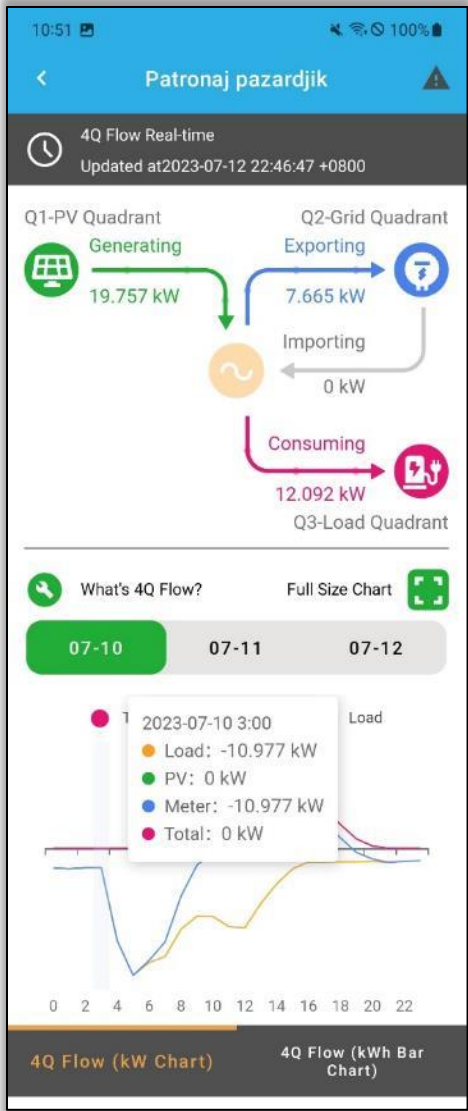 10:51 100%
Patronaj pazardjik
4Q Flow Real-time
Updated at2023-07-12 22:46:47 +0800
Q1-PV Quadrant Q2-Grid Quadrant
Generating Exporting
19.757 kW 7.665 kW
Importing
0 kW
Consuming
12.092 kW
Q3-Load Quadrant
What's 4Q Flow? Full Size Chart
07-10 07-11 07-12
Load
2023-07-10 3:00
Load: -10.977 kW
PV: 0 kW
Meter: -10.977 kW
Total: 0 kW
0 2 4 6 8 10 12 14 16 18 20 22
4Q Flow (kW Chart) 4Q Flow (kWh Bar
Chart)